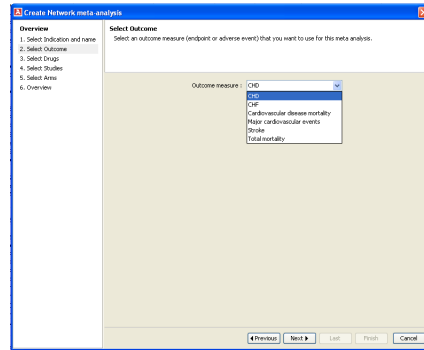 Create Network meta-analysis
Overview
1. Select Indication and name
2. Select Outcome
3. Select Drugs
4. Select Studies
5. Select Arms
6. Overview
Select Outcome
Select an outcome measure (endpoint or adverse event) that you want to use for this meta analysis.
Outcome measure : CHD
CHD
CHF
Cardiovascular disease mortality
Major cardiovascular events
Stroke
Total mortality
Previous Next Last Finish Cancel